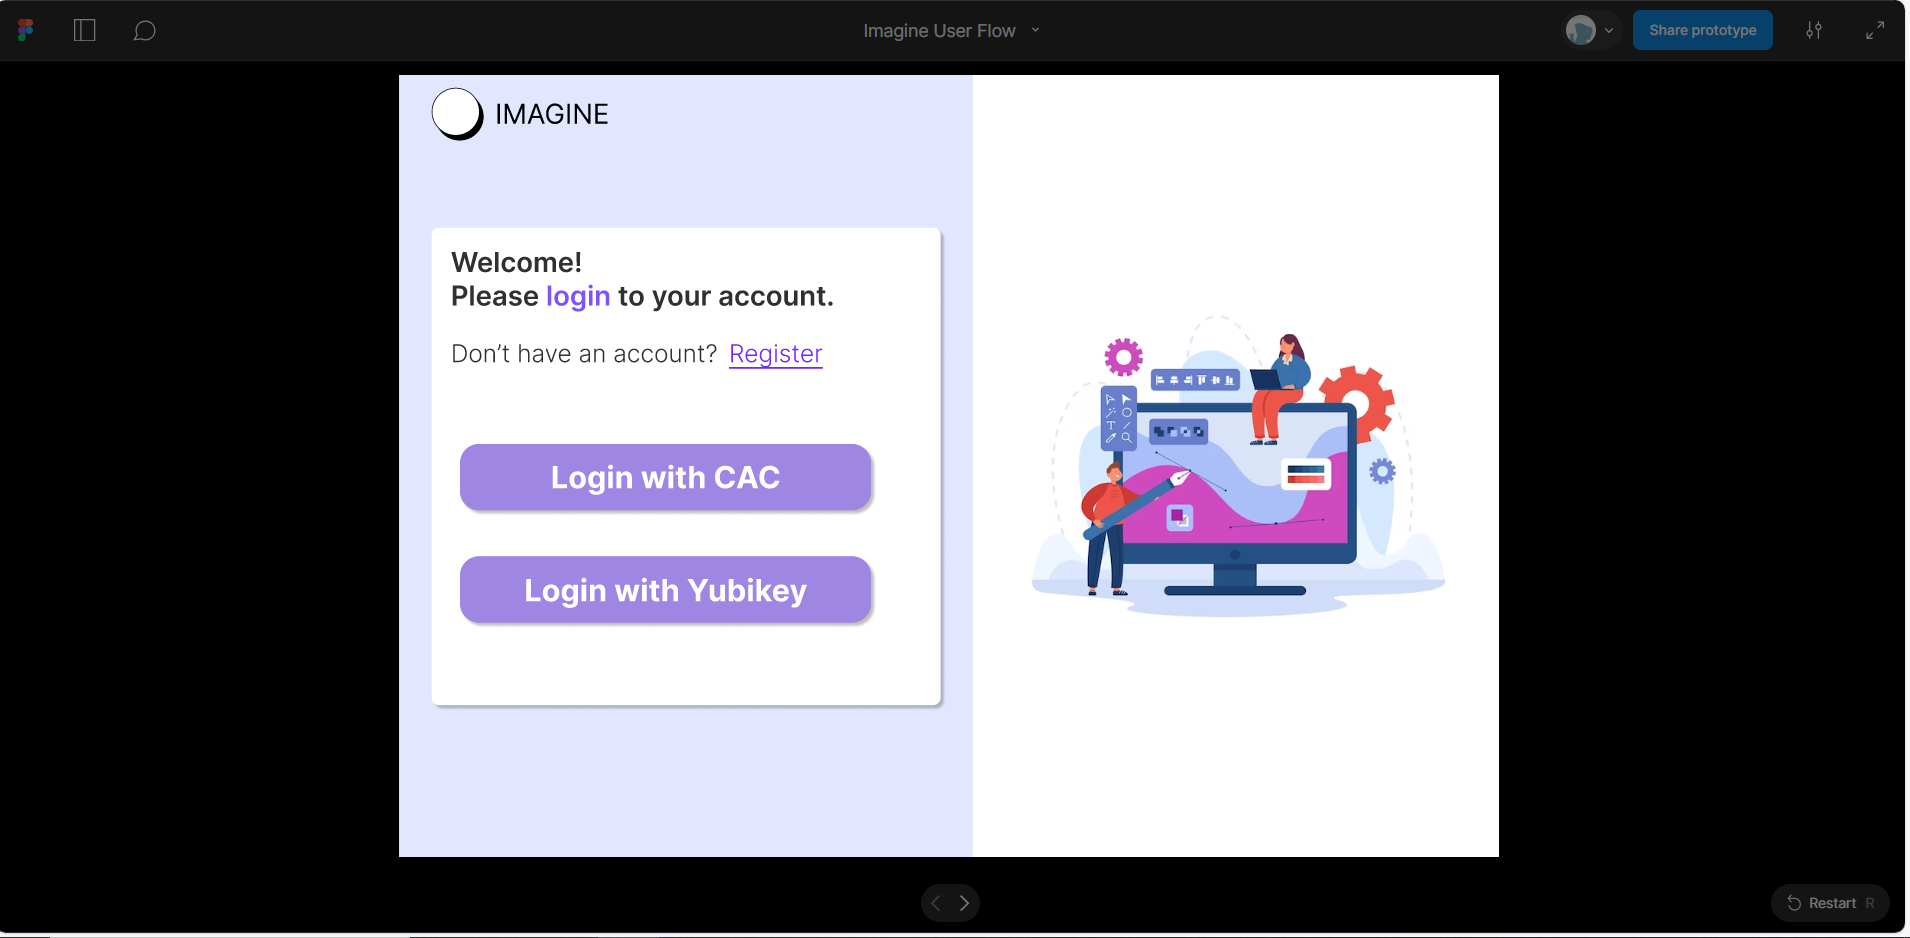 Imagine User Flow
Share prototype
IMAGINE
Welcome!
Please login to your account.
Don’t have an account? Register
Login with CAC
Login with Yubikey
T
Restart R